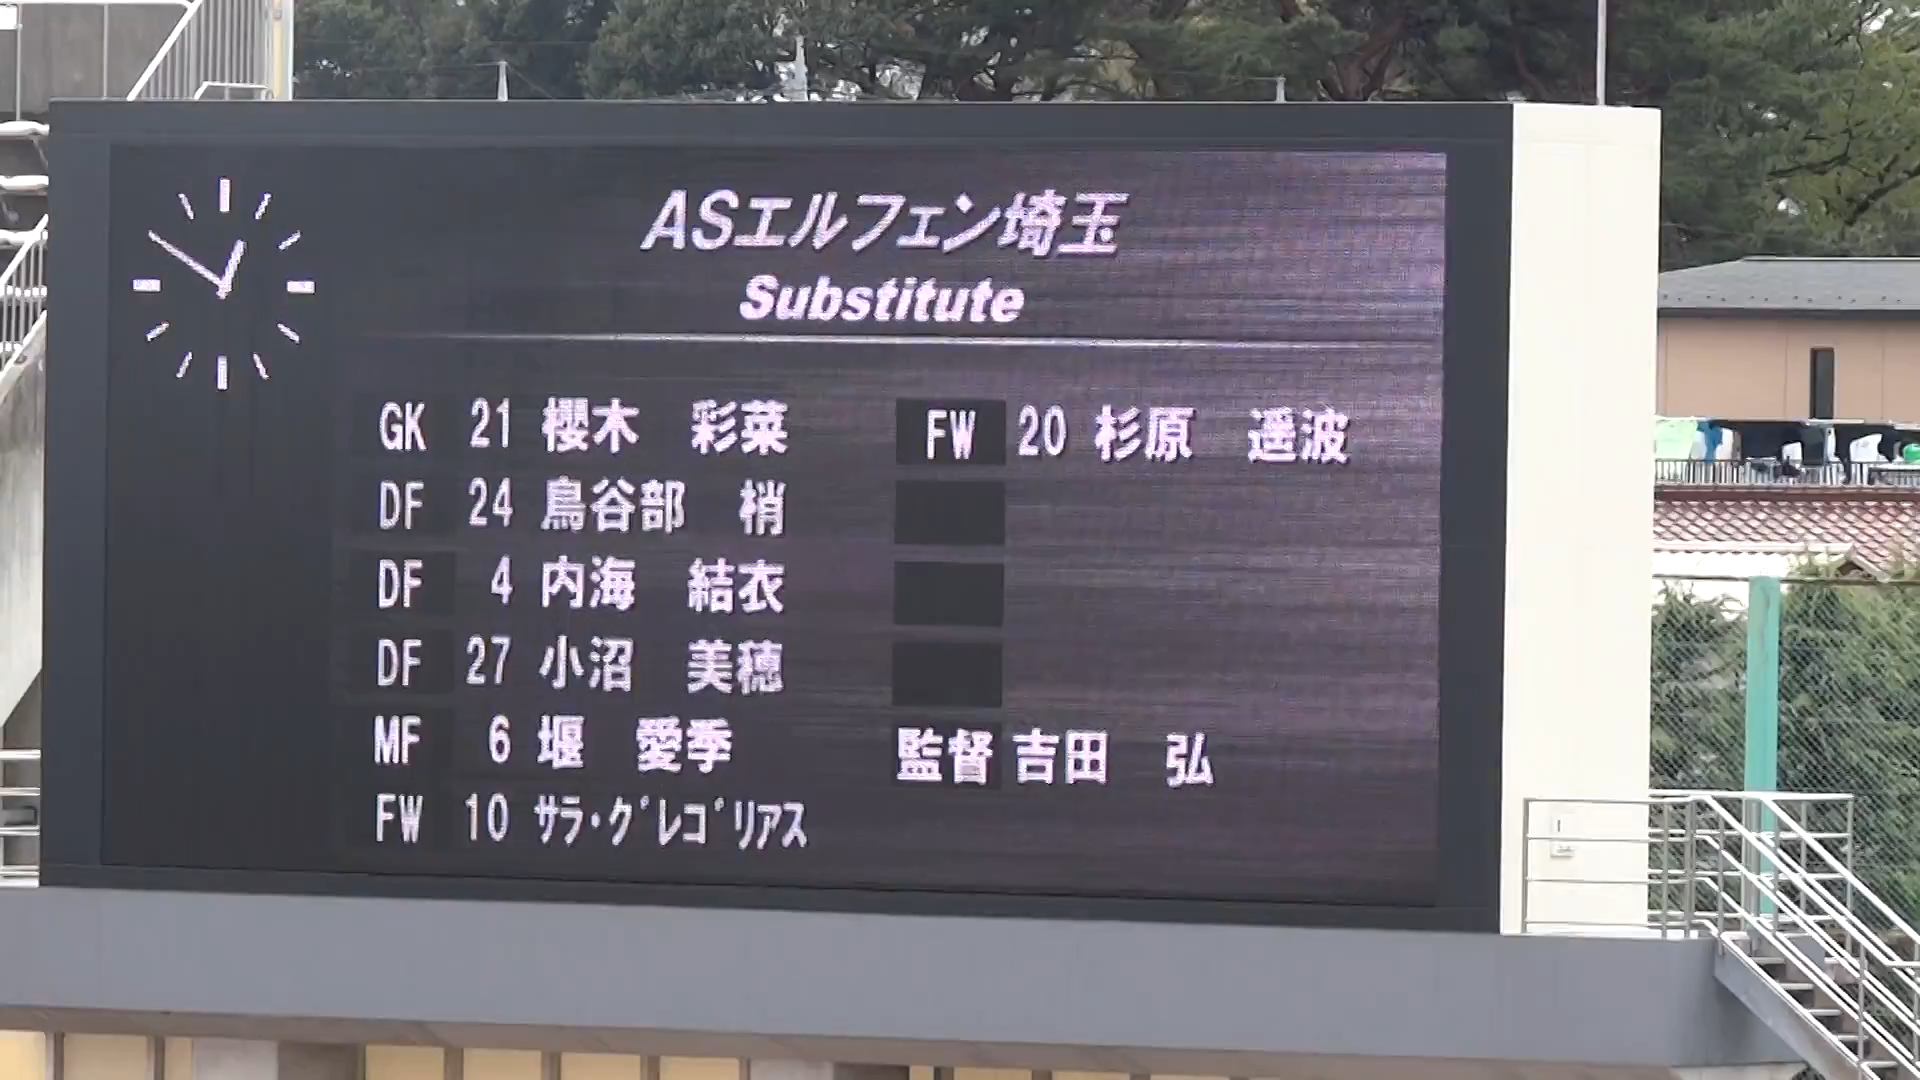 ASエルフェン埼玉
Substitute
GK 21 櫻木 彩菜
DF 24 鳥谷部 梢
DF 4 内海 結衣
DF 27 小沼 美穂
MF 6 堰 愛季
FW 10 ｻﾗ・ｸﾞﾚｺﾞﾘｱｽ
FW 20 杉原 遥波
監督 吉田 弘